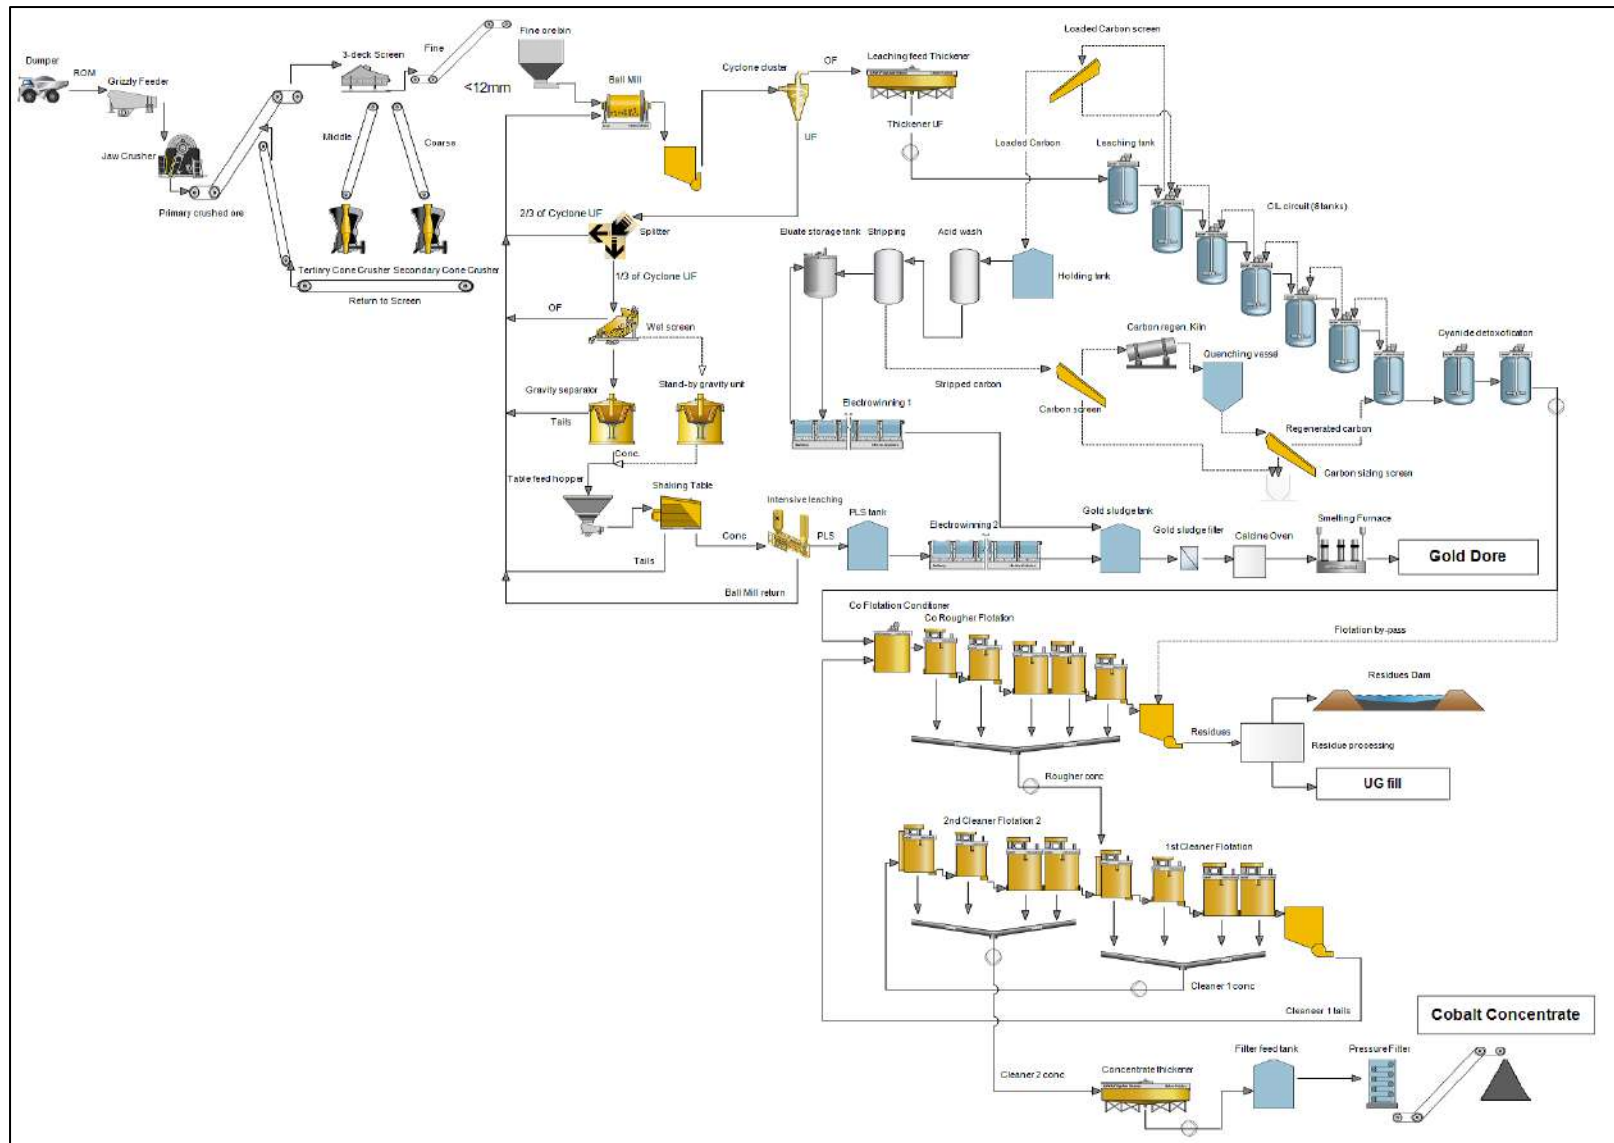 Dumper
ROM
Grizzly Feeder
Jaw Crusher
Primary crushed ore
3-deck Screen
Fine
Middle
Coarse
Tertiary Cone Crusher
Secondary Cone Crusher
Return to Screen
Fine ore bin
<12mm
Ball Mill
Cyclone cluster
OF
UF
Leaching feed Thickener
Thickener UF
Loaded Carbon screen
Loaded Carbon
Leaching tank
CIL circuit (8 tanks)
2/3 of Cyclone UF
Splitter
1/3 of Cyclone UF
OF
Wet screen
Gravity separator
Stand-by gravity unit
Tails
Conc.
Table feed hopper
Shaking Table
Tails
Conc
Intensive leaching
PLS
Ball Mill return
Eluate storage tank
Stripping
Acid wash
Holding tank
Stripped carbon
Carbon screen
Carbon regen. Kiln
Quenching vessel
Regenerated carbon
Carbon sizing screen
Cyanide detoxification
Electrowinning 1
PLS tank
Electrowinning 2
Gold sludge tank
Gold sludge filter
Calcine Oven
Smelting Furnace
Gold Dore
Co Flotation Conditioner
Co Rougher Flotation
Flotation by-pass
Residues Dam
Residues
Residue processing
UG fill
Rougher conc
2nd Cleaner Flotation 2
1st Cleaner Flotation
Cleaner 1 conc
Cleaneer 1 tails
Cleaner 2 conc
Concentrate thickener
Filter feed tank
Pressure Filter
Cobalt Concentrate